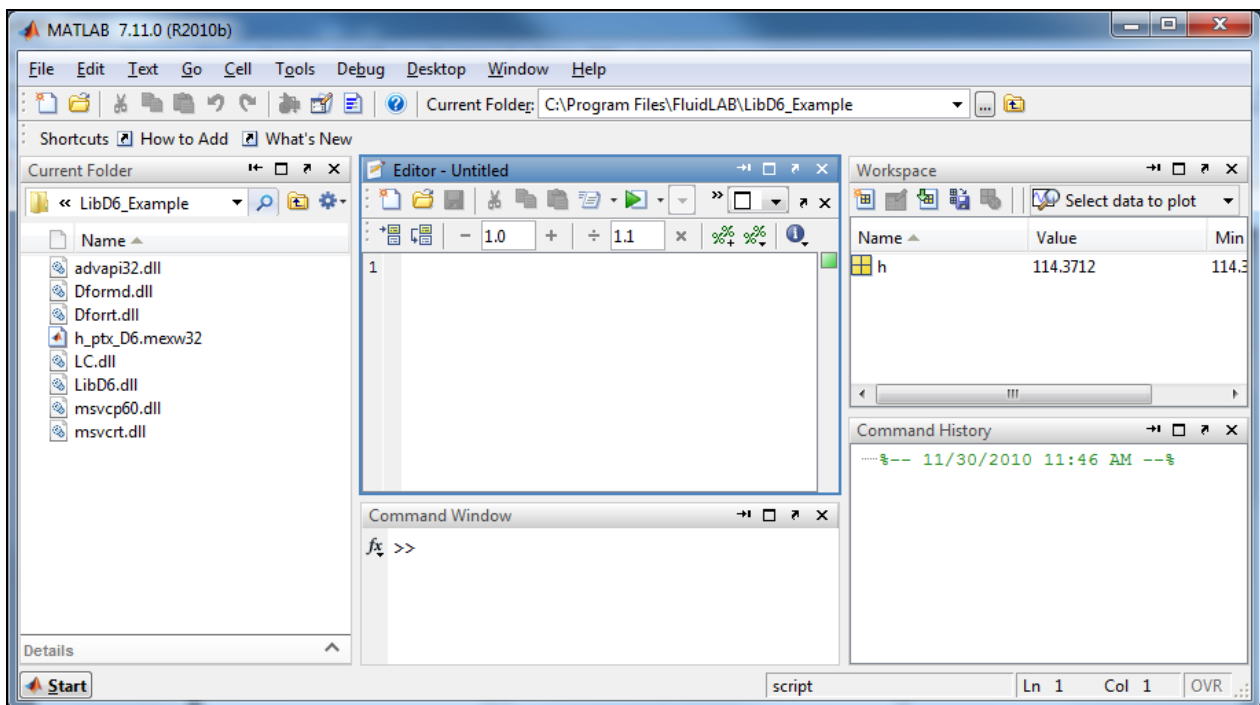 MATLAB 7.11.0 (R2010b)
File Edit Text Go Cell Tools Debug Desktop Window Help
Current Folder: C:\Program Files\FluidLAB\LibD6_Example
Shortcuts How to Add What's New
Current Folder
« LibD6_Example
Name
advapi32.dll
Dformd.dll
Dforrt.dll
h_ptx_D6.mexw32
LC.dll
LibD6.dll
msvcp60.dll
msvcrt.dll
Details
Editor - Untitled
»
− 1.0 + ÷ 1.1 ×
1
Command Window
fx >>
Workspace
Select data to plot
Name Value Min
h 114.3712 114.3
Command History
%-- 11/30/2010 11:46 AM --%
Start script Ln 1 Col 1 OVR